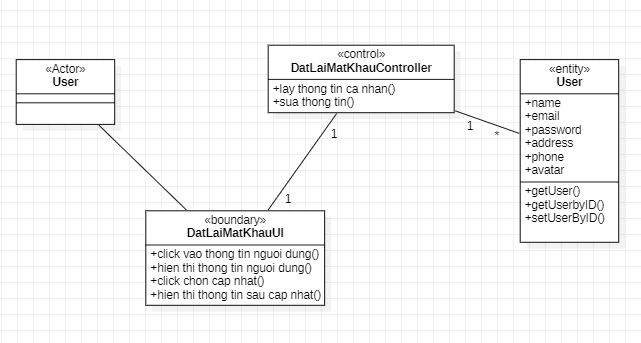 «Actor»
User
«control»
DatLaiMatKhauController
+lay thong tin ca nhan()
+sua thong tin()
«entity»
User
+name
+email
+password
+address
+phone
+avatar
+getUser()
+getUserbyID()
+setUserByID()
1
*
1
1
«boundary»
DatLaiMatKhauUI
+click vao thong tin nguoi dung()
+hien thi thong tin nguoi dung()
+click chon cap nhat()
+hien thi thong tin sau cap nhat()